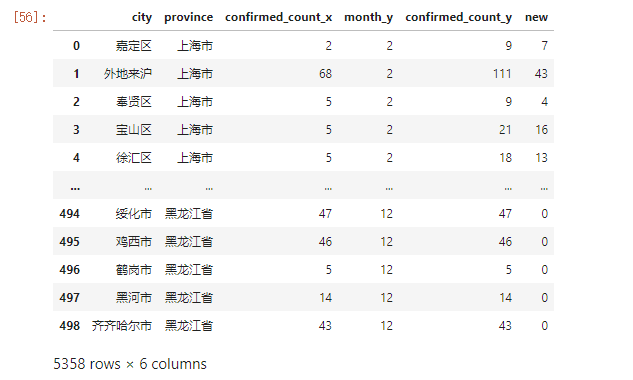 [56]:
city province confirmed_count_x month_y confirmed_count_y new
0 嘉定区 上海市 2 2 9 7
1 外地来沪 上海市 68 2 111 43
2 奉贤区 上海市 5 2 9 4
3 宝山区 上海市 5 2 21 16
4 徐汇区 上海市 5 2 18 13
... ... ... ... ... ... ...
494 绥化市 黑龙江省 47 12 47 0
495 鸡西市 黑龙江省 46 12 46 0
496 鹤岗市 黑龙江省 5 12 5 0
497 黑河市 黑龙江省 14 12 14 0
498 齐齐哈尔市 黑龙江省 43 12 43 0
5358 rows × 6 columns